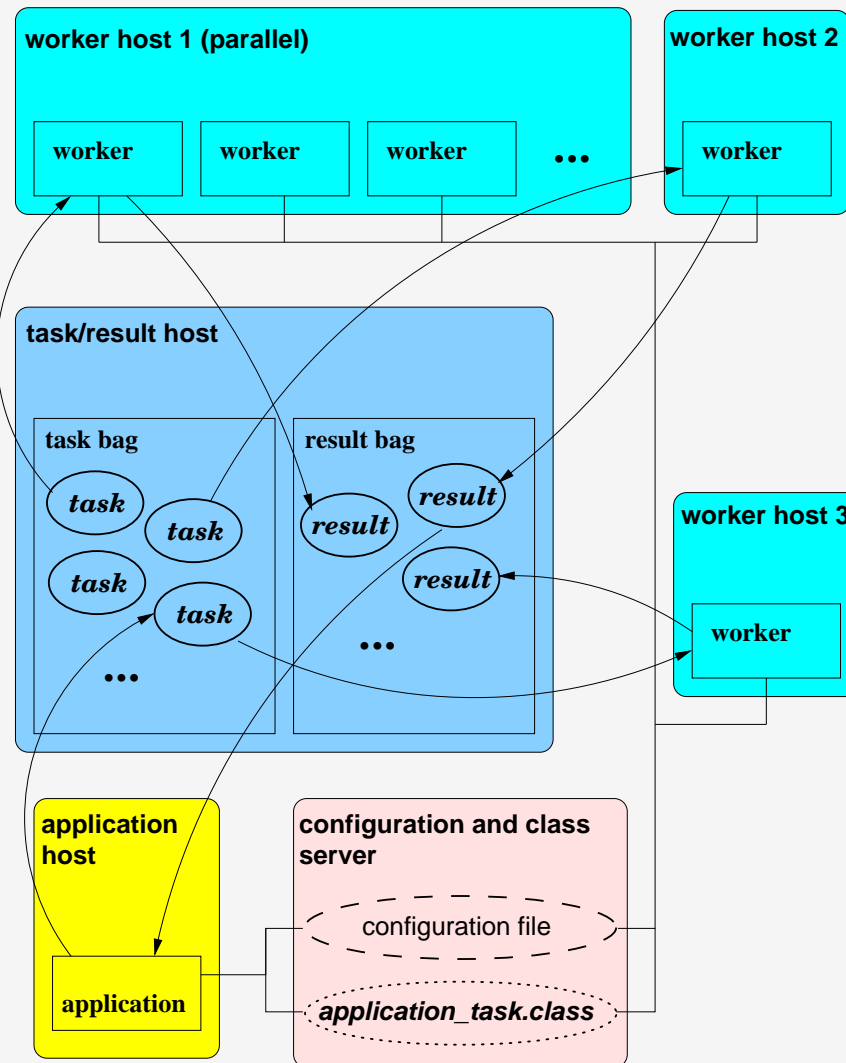 worker host 1 (parallel)
worker host 2
worker
worker
worker
...
worker
task/result host
task bag
result bag
task
task
task
task
...
result
result
result
...
worker host 3
worker
application
host
application
configuration and class
server
configuration file
application_task.class